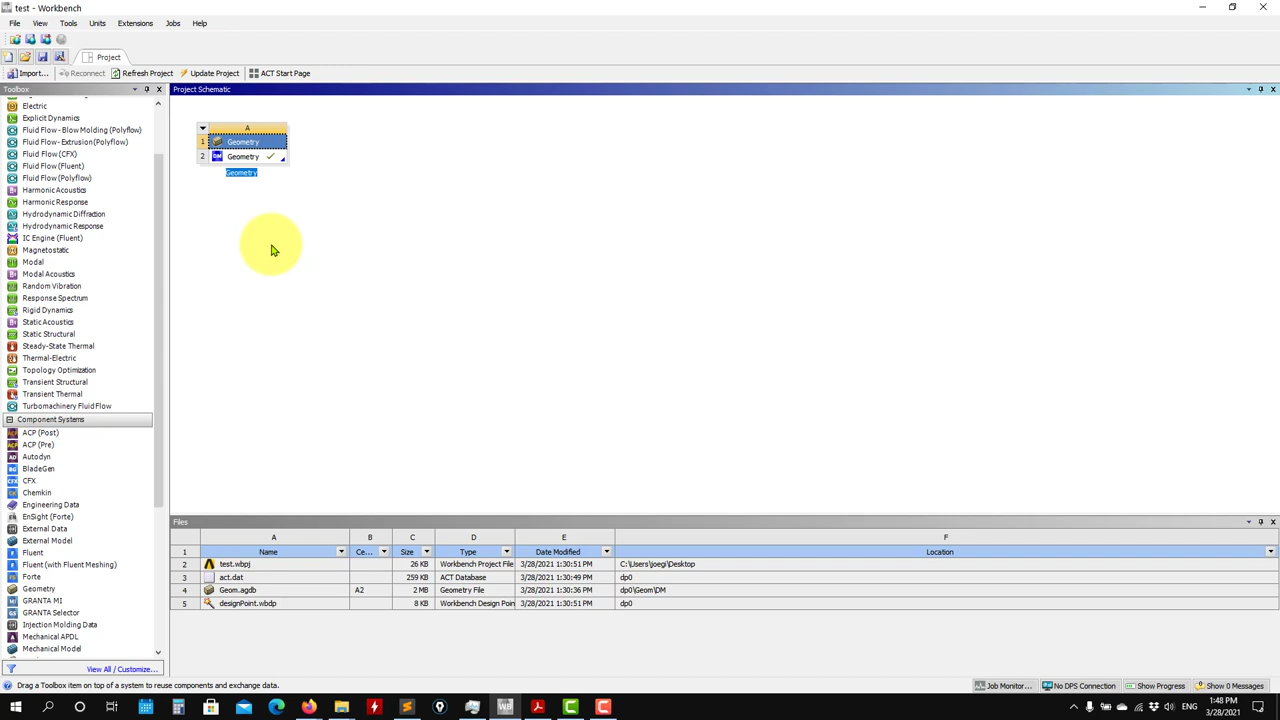 test - Workbench
File View Tools Units Extensions Jobs Help
Project
Import... Reconnect Refresh Project Update Project ACT Start Page
Toolbox
Project Schematic
Electric
Explicit Dynamics
Fluid Flow - Blow Molding (Polyflow)
Fluid Flow - Extrusion (Polyflow)
Fluid Flow (CFX)
Fluid Flow (Fluent)
Fluid Flow (Polyflow)
Harmonic Acoustics
Harmonic Response
Hydrodynamic Diffraction
Hydrodynamic Response
IC Engine (Fluent)
Magnetostatic
Modal
Modal Acoustics
Random Vibration
Response Spectrum
Rigid Dynamics
Static Acoustics
Static Structural
Steady-State Thermal
Thermal-Electric
Topology Optimization
Transient Structural
Transient Thermal
Turbomachinery Fluid Flow
Component Systems
ACP (Post)
ACP (Pre)
Autodyn
BladeGen
CFX
Chemkin
Engineering Data
EnSight (Forte)
External Data
External Model
Fluent
Fluent (with Fluent Meshing)
Forte
Geometry
GRANTA MI
GRANTA Selector
Injection Molding Data
Mechanical APDL
Mechanical Model
View All / Customize...
A
1 Geometry
2 DM Geometry
Geometry
Files
A B C D E F
1 Name Ce... Size Type Date Modified Location
2 test.wbpj 26 KB Workbench Project File 3/28/2021 1:30:51 PM C:\Users\joegi\Desktop
3 act.dat 259 KB ACT Database 3/28/2021 1:30:49 PM dp0
4 Geom.agdb A2 2 MB Geometry File 3/28/2021 1:30:36 PM dp0\Geom\DM
5 designPoint.wbdp 8 KB Workbench Design Poin 3/28/2021 1:30:51 PM dp0
Drag a Toolbox item on top of a system to reuse components and exchange data.
Job Monitor... No DPS Connection Show Progress Show 0 Messages
WB
1:48 PM
3/28/2021